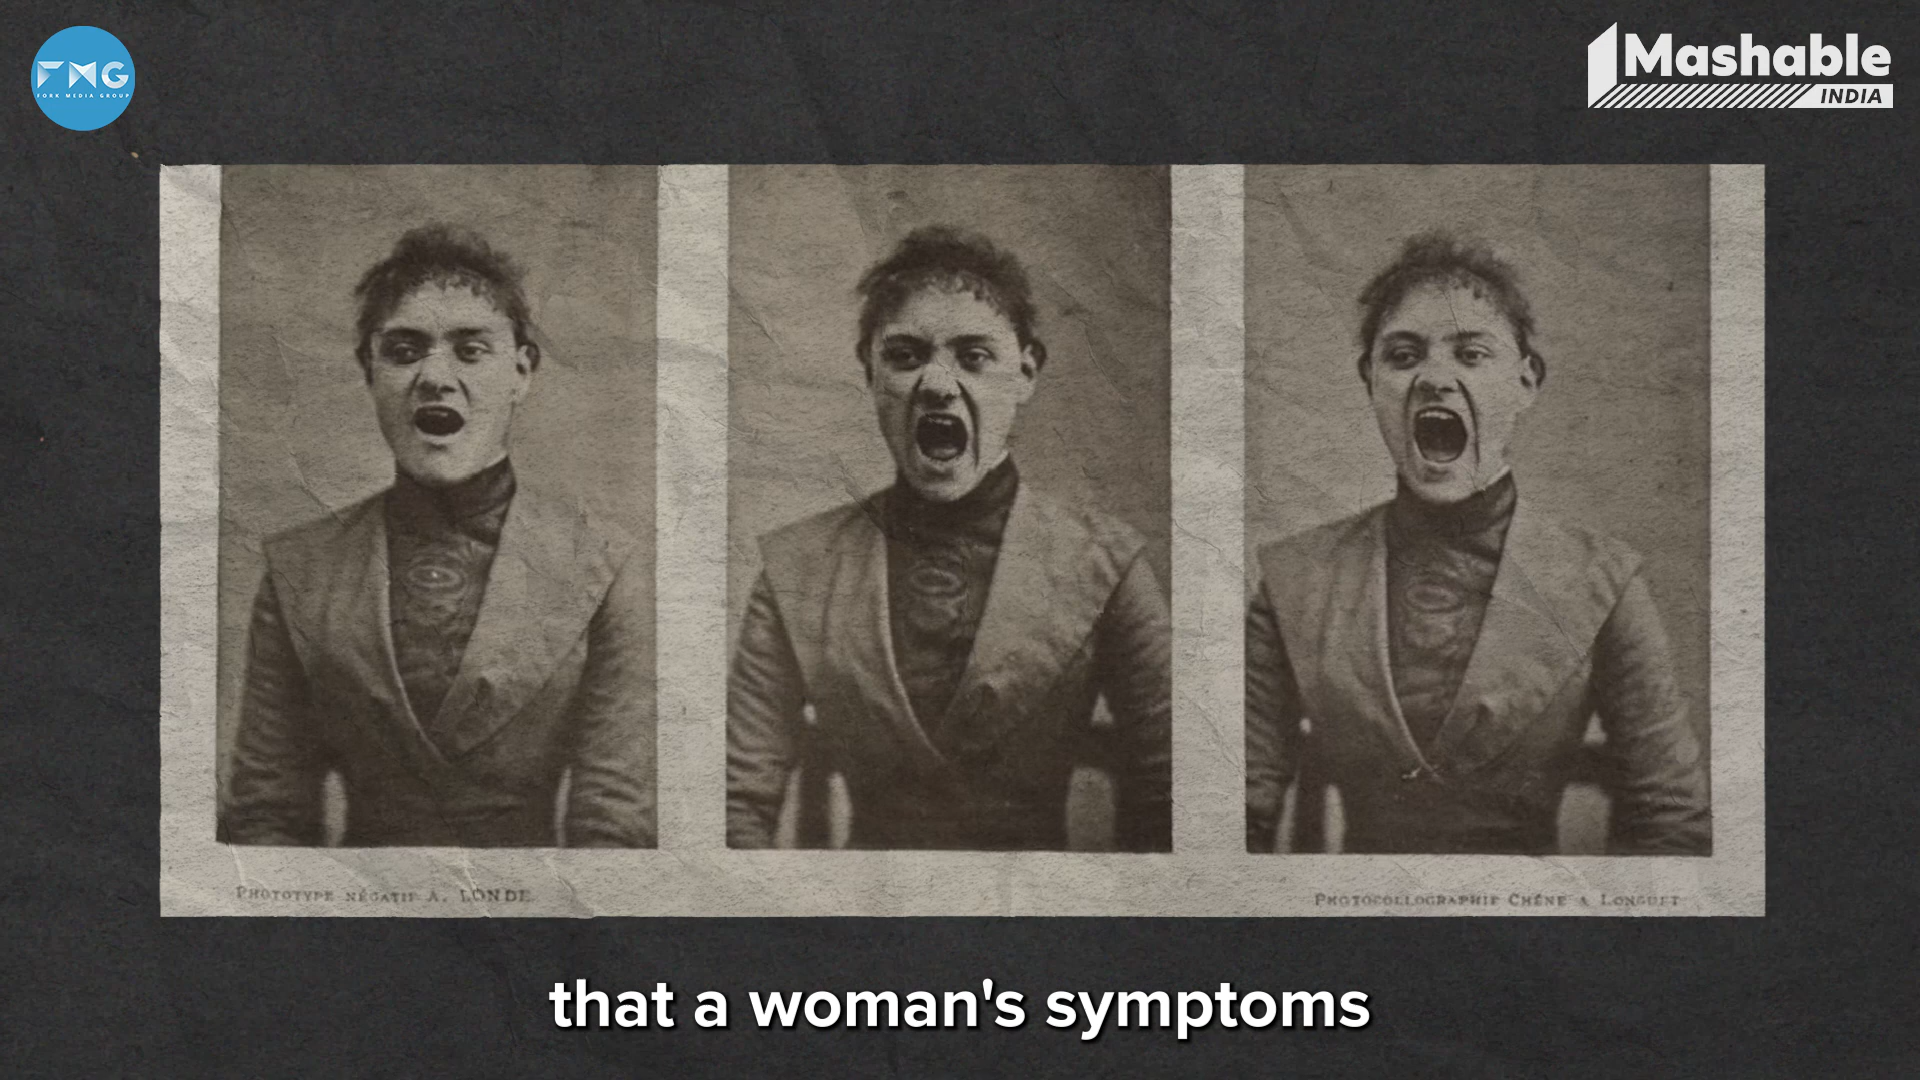 FMG
FORK MEDIA GROUP
Mashable
INDIA
PHOTOTYPE NÉGATIF A. LONDE
PHOTOCOLLOGRAPHIE CHÊNE & LONGUET
that a woman's symptoms